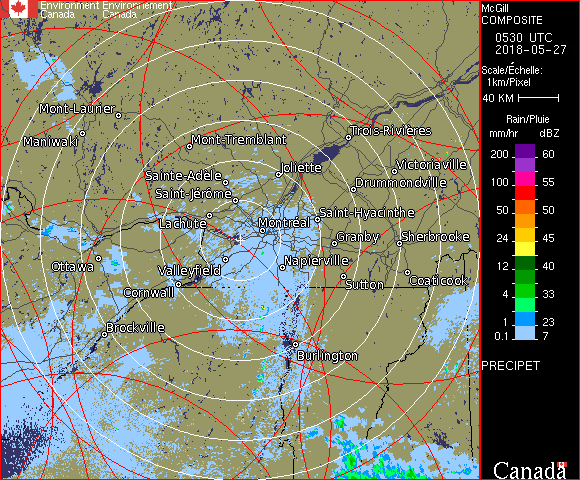 Environment Environnement
Canada Canada
McGill
COMPOSITE
0530 UTC
2018-05-27
Scale/Échelle:
1km/Pixel
40 KM
Rain/Pluie
mm/hr dBZ
200 60
100 55
50 50
24 45
12 40
4 33
1 23
0.1 7
PRECIPET
Mont-Laurier
Maniwaki
Mont-Tremblant
Trois-Rivières
Sainte-Adèle
Joliette
Victoriaville
Saint-Jérôme
Drummondville
Lachute
Montréal
Saint-Hyacinthe
Granby
Sherbrooke
Ottawa
Valleyfield
Napierville
Cornwall
Sutton
Coaticook
Brockville
Burlington
Canada